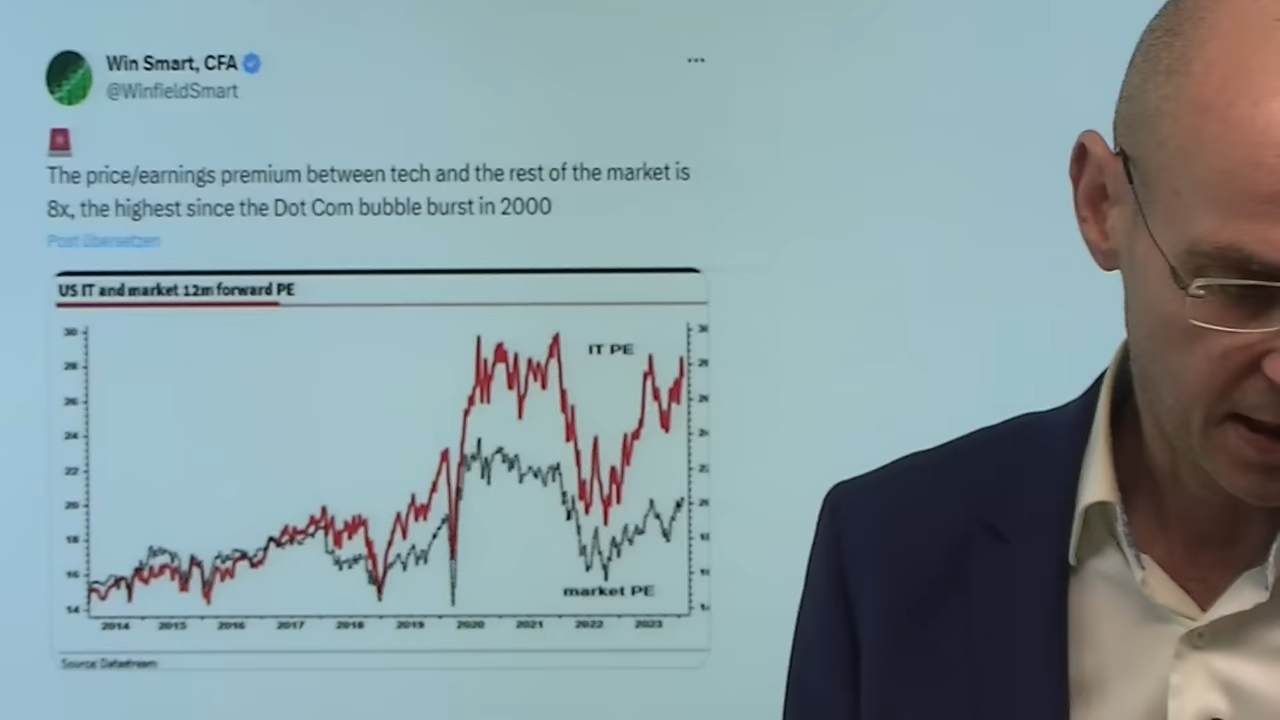 Win Smart, CFA
@WinfieldSmart
The price/earnings premium between tech and the rest of the market is
8x, the highest since the Dot Com bubble burst in 2000
Post übersetzen
US IT and market 12m forward PE
30
28
26
24
22
20
18
16
14
IT PE
market PE
2014 2015 2016 2017 2018 2019 2020 2021 2022 2023
Source: Datastream